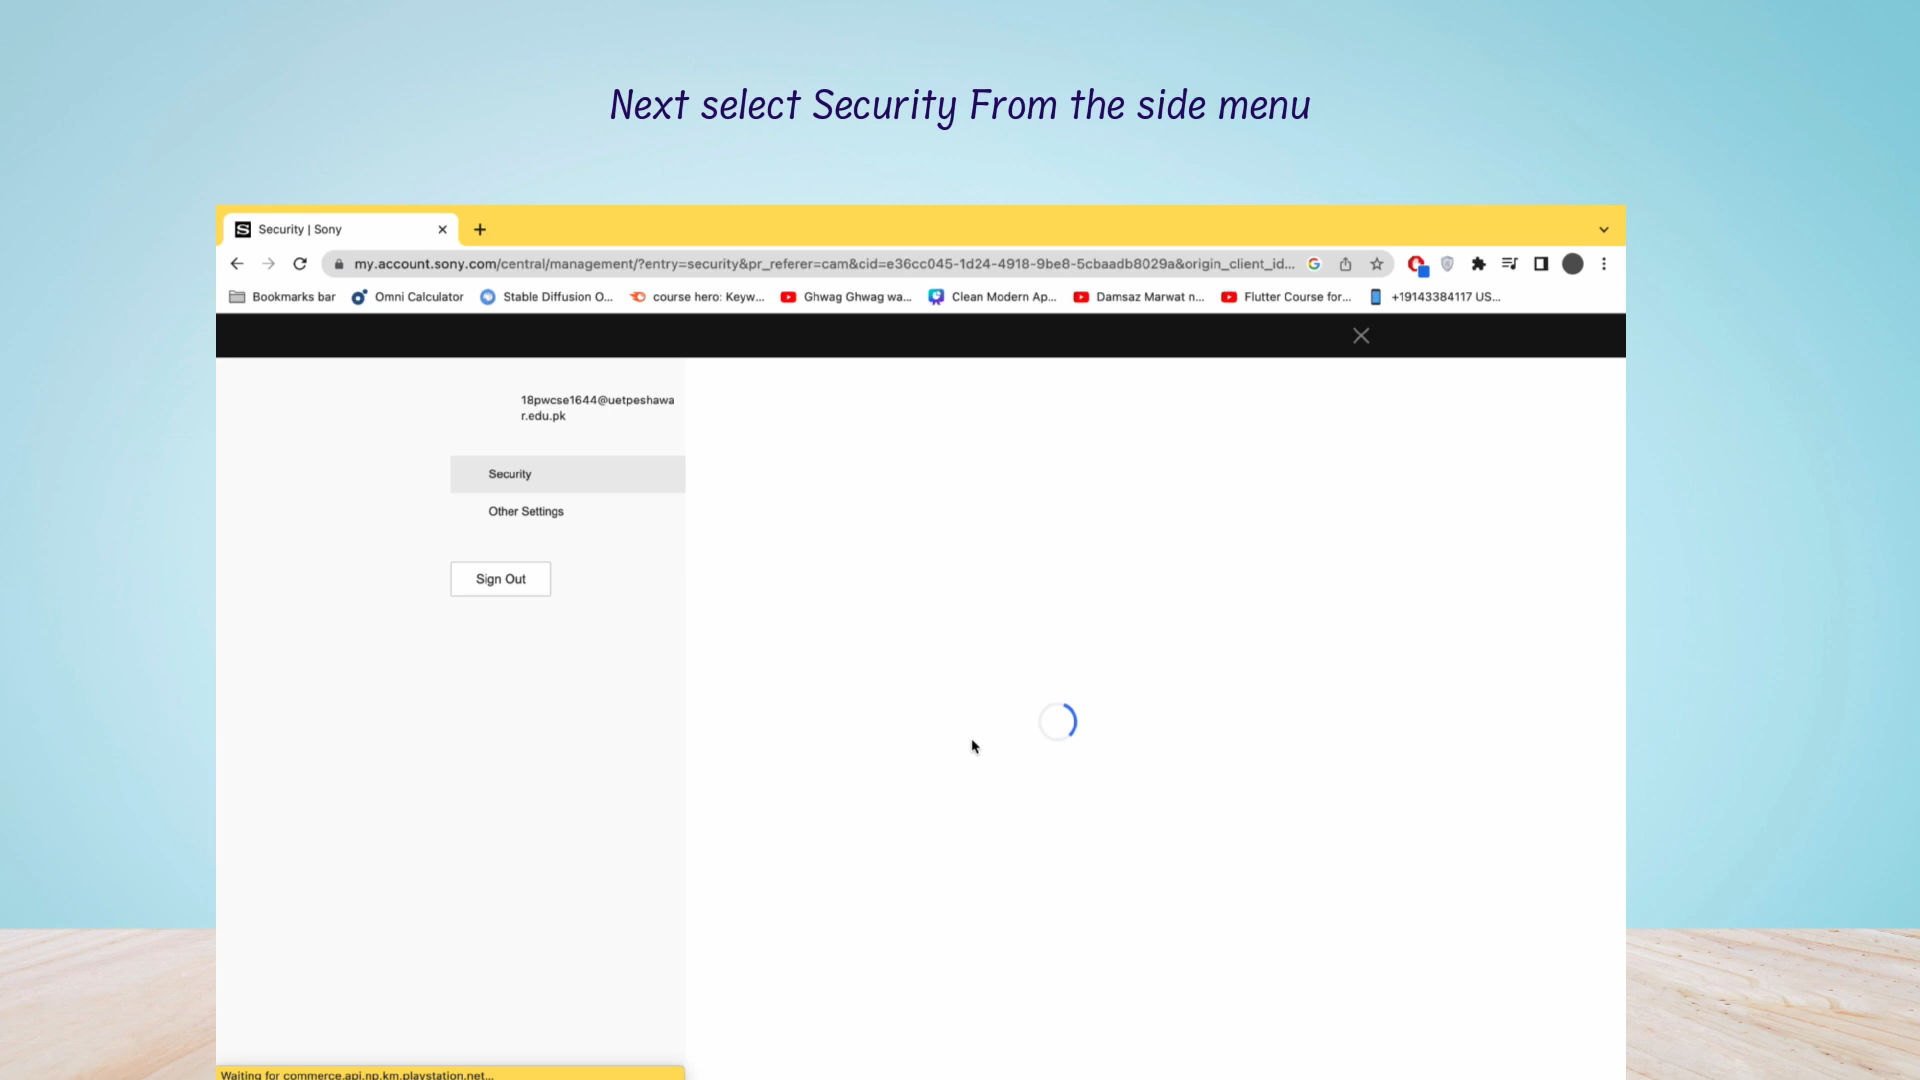 Next select Security From the side menu
Security | Sony
my.account.sony.com/central/management/?entry=security&pr_referer=cam&cid=e36cc045-1d24-4918-9be8-5cbaadb8029a&origin_client_id...
Bookmarks bar Omni Calculator Stable Diffusion O... course hero: Keyw... Ghwag Ghwag wa... Clean Modern Ap... Damsaz Marwat n... Flutter Course for... +19143384117 US...
18pwcse1644@uetpeshawa
r.edu.pk
Security
Other Settings
Sign Out
Waiting for commerce.api.np.km.playstation.net...